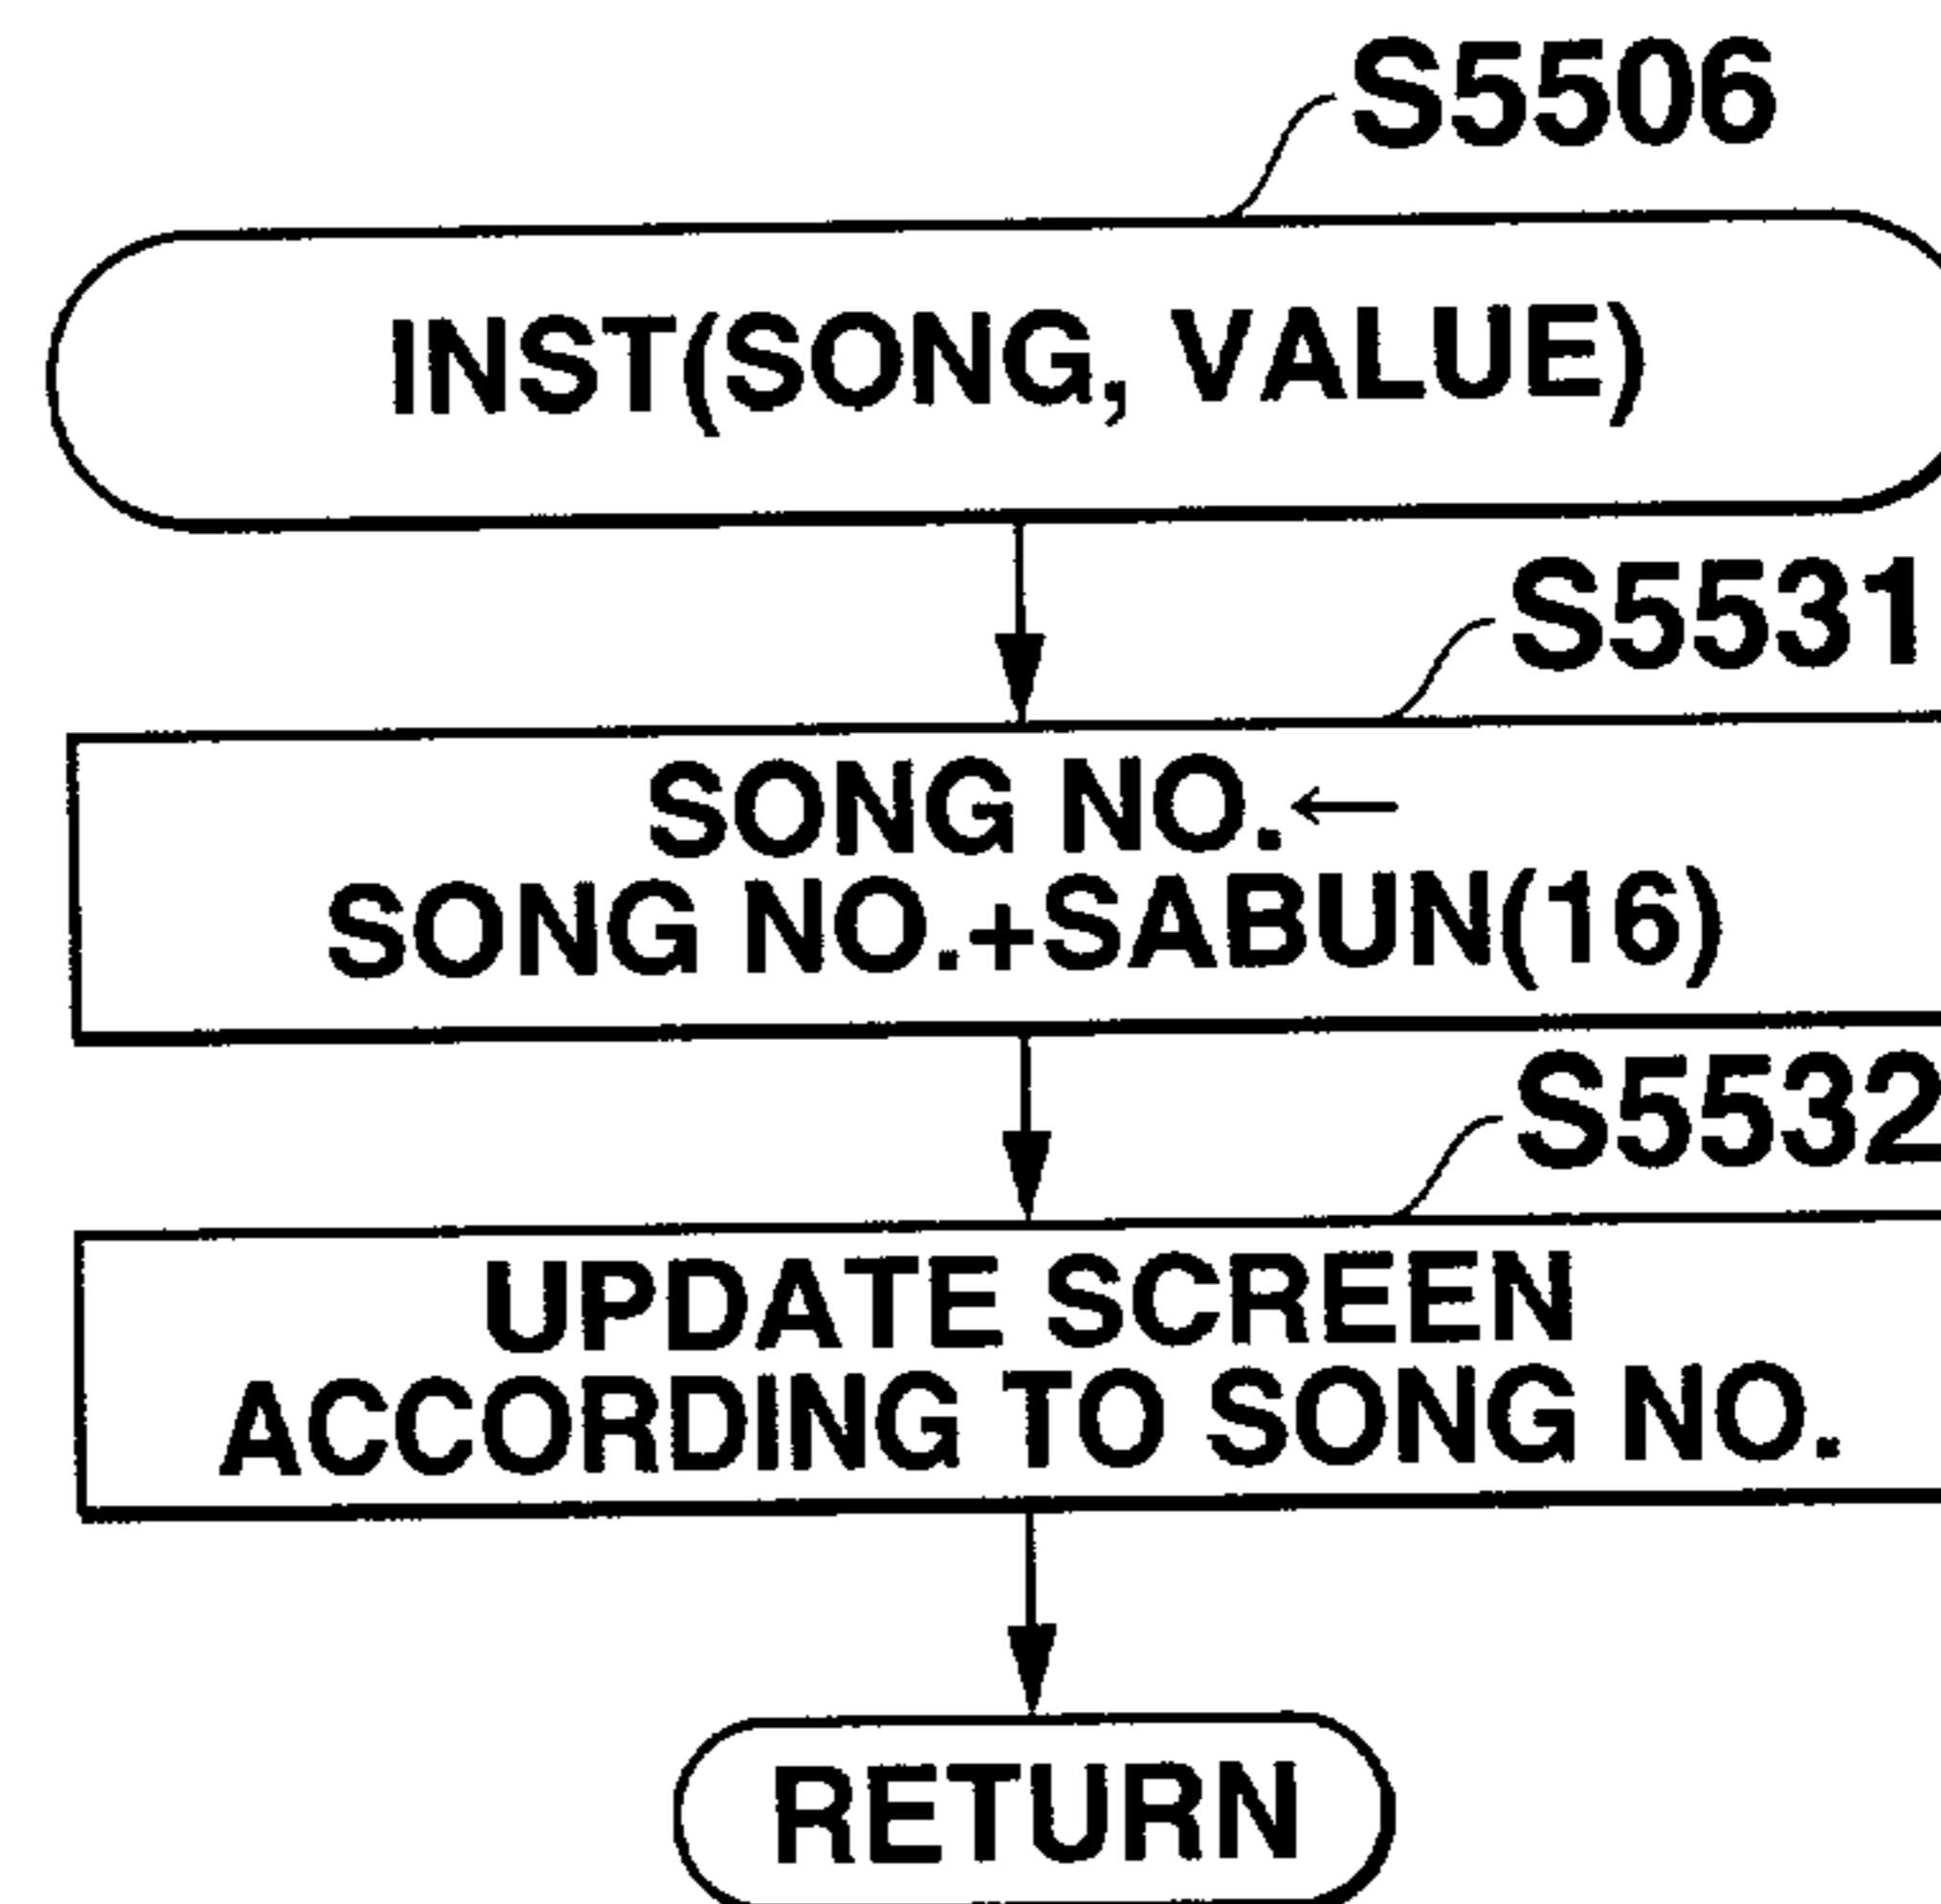 S5506
INST(SONG, VALUE)
S5531
SONG NO.←
SONG NO.+SABUN(16)
S5532
UPDATE SCREEN
ACCORDING TO SONG NO.
RETURN